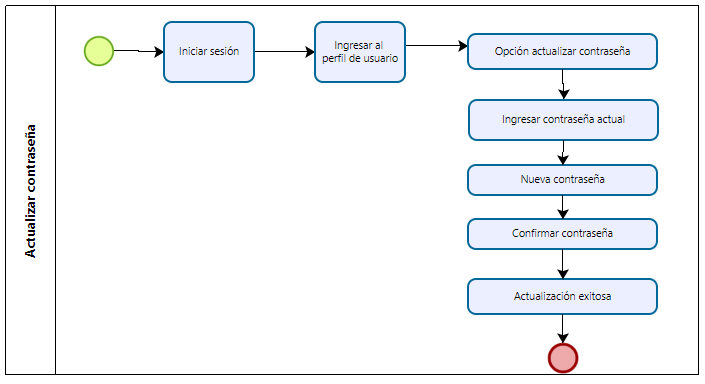 Actualizar contraseña
Iniciar sesión
Ingresar al
perfil de usuario
Opción actualizar contraseña
Ingresar contraseña actual
Nueva contraseña
Confirmar contraseña
Actualización exitosa